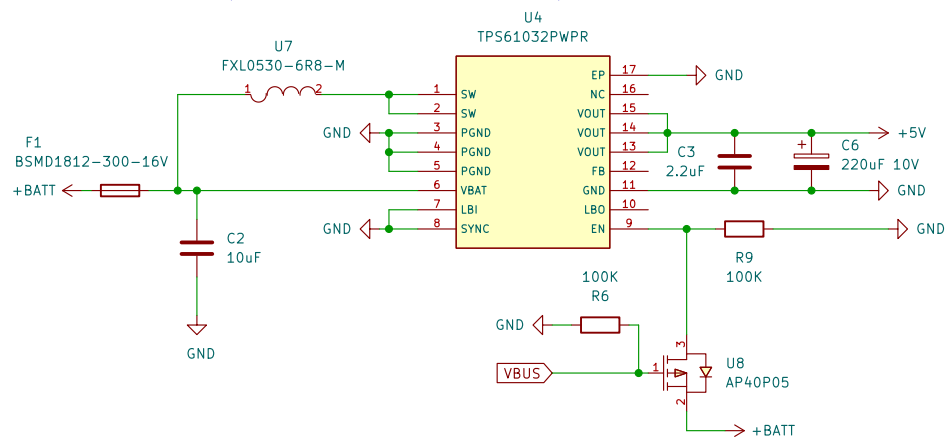 U4
TPS61032PWPR
U7
FXL0530-6R8-M
1
2
F1
BSMD1812-300-16V
+BATT
C2
10uF
GND
GND
GND
1
2
3
4
5
6
7
8
SW
SW
PGND
PGND
PGND
VBAT
LBI
SYNC
EP
NC
VOUT
VOUT
VOUT
FB
GND
LBO
EN
17
16
15
14
13
12
11
10
9
GND
C3
2.2uF
+
C6
220uF 10V
+5V
GND
R9
100K
GND
100K
R6
GND
VBUS
3
1
2
U8
AP40P05
+BATT